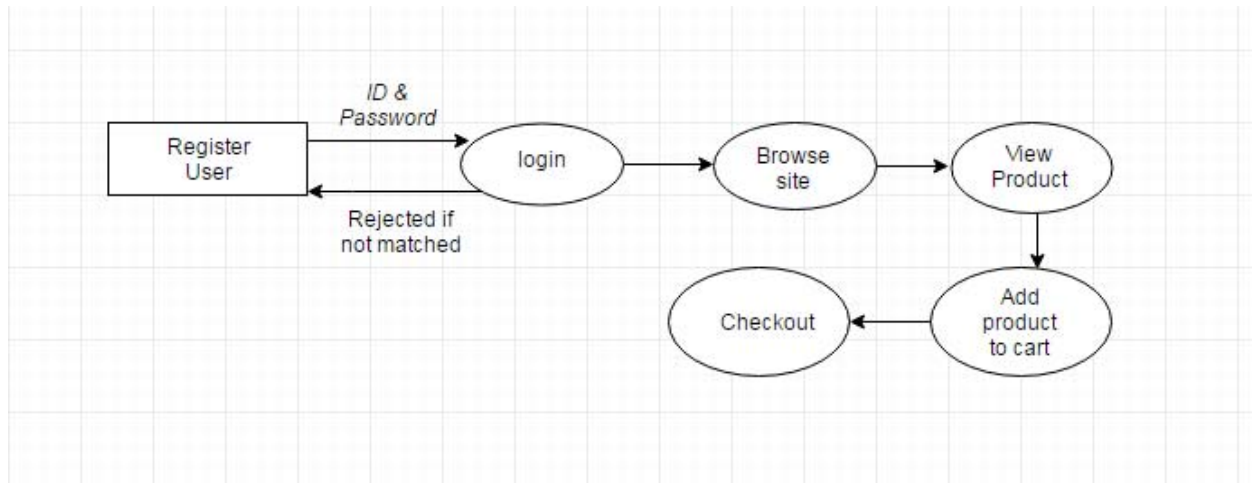 ID &
Password
Register
User
login
Browse
site
View
Product
Rejected if
not matched
Checkout
Add
product
to cart